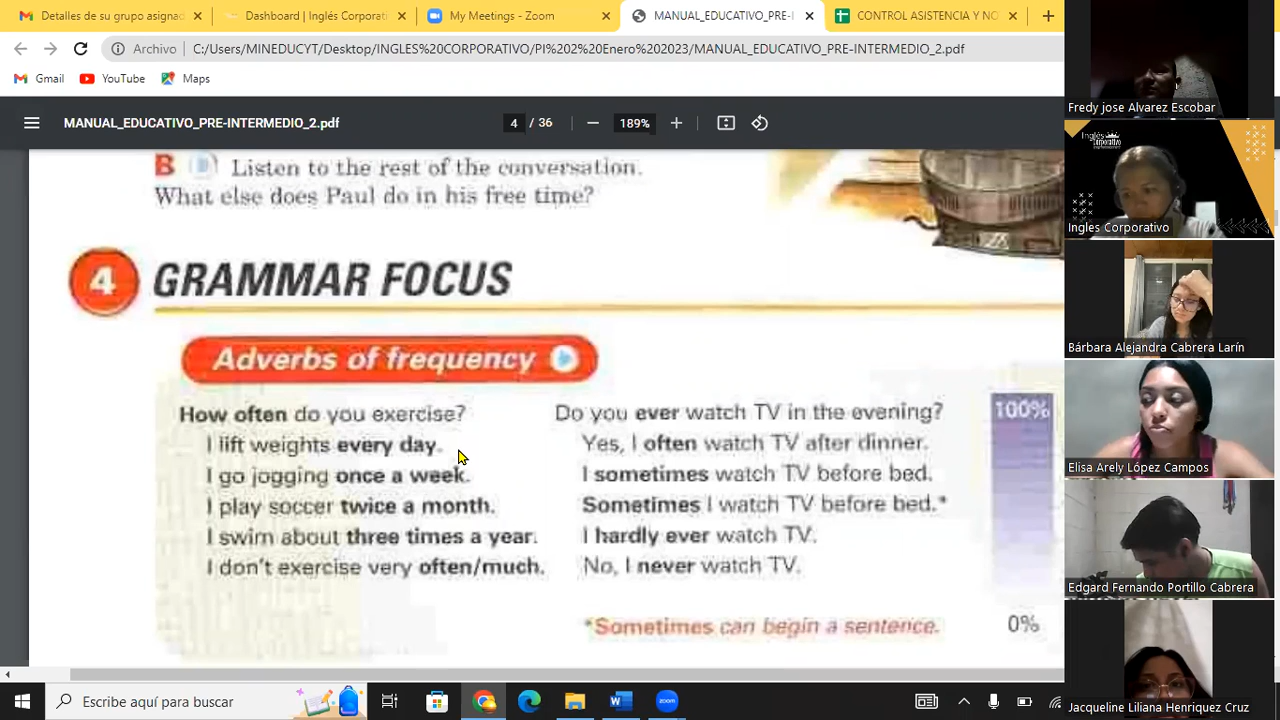 Detalles de su grupo asignad
Dashboard | Inglés Corporati
My Meetings - Zoom
MANUAL_EDUCATIVO_PRE-I
CONTROL ASISTENCIA Y NO
Archivo
C:/Users/MINEDUCYT/Desktop/INGLES%20CORPORATIVO/PI%202%20Enero%202023/MANUAL_EDUCATIVO_PRE-INTERMEDIO_2.pdf
Gmail
YouTube
Maps
MANUAL_EDUCATIVO_PRE-INTERMEDIO_2.pdf
4 / 36
189%
B Listen to the rest of the conversation.
What else does Paul do in his free time?
4 GRAMMAR FOCUS
Adverbs of frequency
How often do you exercise?
I lift weights every day.
I go jogging once a week.
I play soccer twice a month.
I swim about three times a year.
I don't exercise very often/much.
Do you ever watch TV in the evening?
Yes, I often watch TV after dinner.
I sometimes watch TV before bed.
Sometimes I watch TV before bed.*
I hardly ever watch TV.
No, I never watch TV.
*Sometimes can begin a sentence.
100%
0%
Fredy jose Alvarez Escobar
Inglés
Corporativo
Ingles Corporativo
Bárbara Alejandra Cabrera Larín
Elisa Arely López Campos
Edgard Fernando Portillo Cabrera
Jacqueline Liliana Henriquez Cruz
Escribe aquí para buscar
zoom